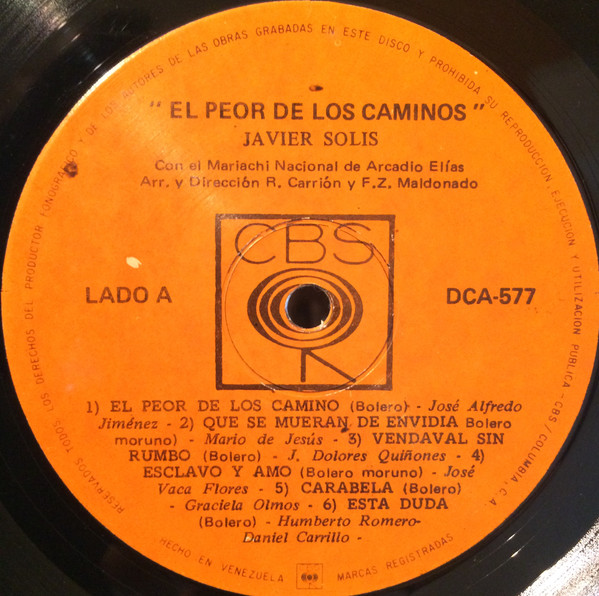 RESERVADOS TODOS LOS DERECHOS DEL PRODUCTOR FONOGRAFICO Y DE LOS AUTORES DE LAS OBRAS GRABADAS EN ESTE DISCO Y PROHIBIDA SU REPRODUCCION, EJECUCION Y UTILIZACION PUBLICA - CBS/COLUMBIA, C.A.
"EL PEOR DE LOS CAMINOS"
JAVIER SOLIS
Con el Mariachi Nacional de Arcadio Elías
Arr. y Dirección R. Carrión y F.Z. Maldonado
CBS
LADO A
DCA-577
1) EL PEOR DE LOS CAMINO (Bolero) - José Alfredo
Jiménez - 2) QUE SE MUERAN DE ENVIDIA Bolero
moruno) - Mario de Jesús - 3) VENDAVAL SIN
RUMBO (Bolero) - J. Dolores Quiñones - 4)
ESCLAVO Y AMO (Bolero moruno) - José
Vaca Flores - 5) CARABELA (Bolero)
- Graciela Olmos - 6) ESTA DUDA
(Bolero) - Humberto Romero-
Daniel Carrillo -
HECHO EN VENEZUELA
MARCAS REGISTRADAS